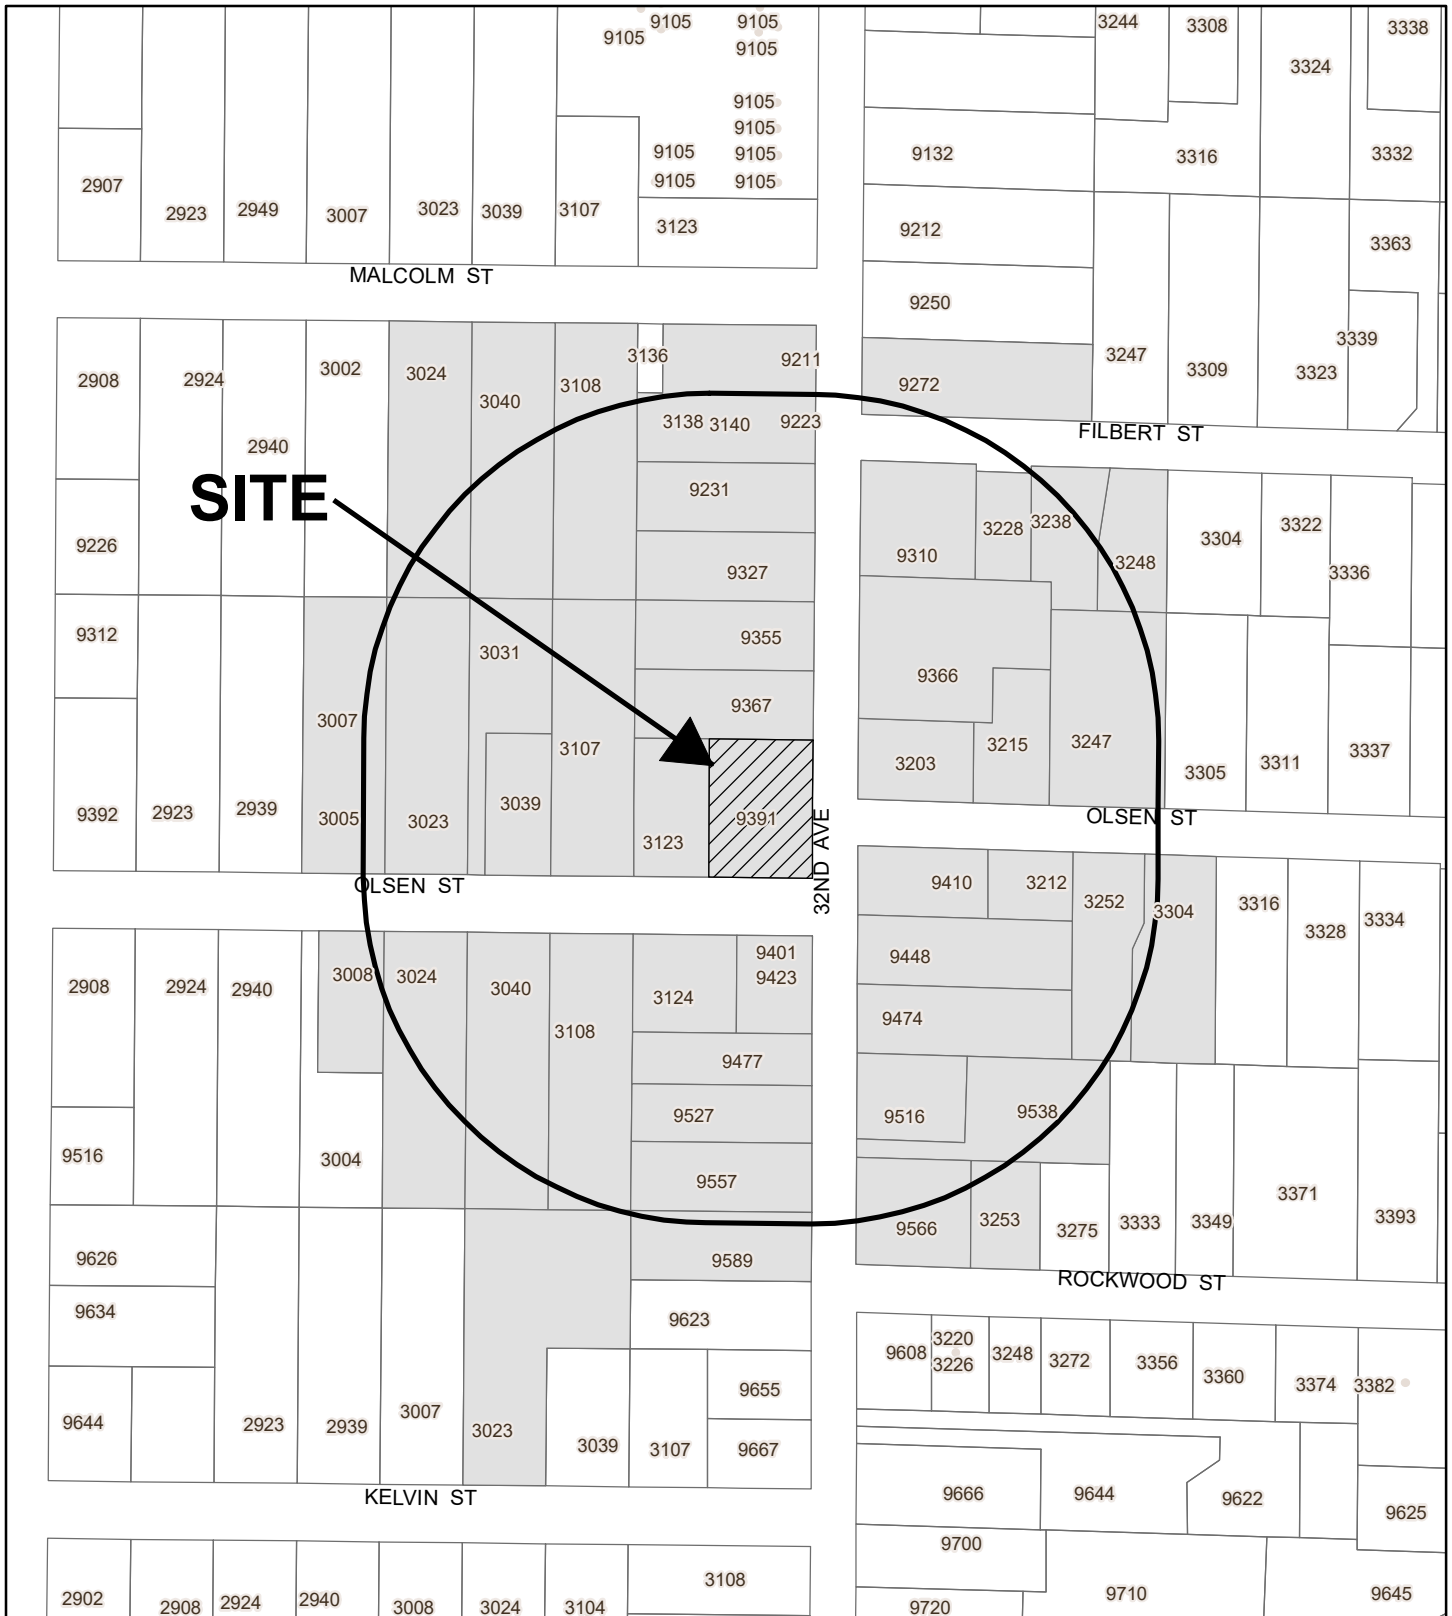 9105 9105 3244 3308 3338
9105 9105
3324
9105
9105
9105 9105 9132 3316 3332
9105 9105
2907
2923 2949 3007 3023 3039 3107
3123 9212 3363
MALCOLM ST
9250
3339
3136 9211 3247
3002 3309
2908 2924 3024 3108 9272 3323
3040
3138 3140 9223
FILBERT ST
2940
SITE
9231
3228 3238 3322
9226 9310 3304
3248
9327 3336
9312 9355
3031
9366
9367
3007
3107 3215 3247
3203 3305 3311 3337
3039
9392 2923 2939 3005 3023 9391
OLSEN ST
3123
32ND AVE
OLSEN ST
9410 3212
3252 3304 3316 3334
3328
9401
9448
3008 3024 9423
2908 2924 2940 3040 3124
9474
3108
9477
9527 9516 9538
9516 3004
9557 3371
9566 3253 3275 3333 3349 3393
9626 9589
ROCKWOOD ST
9634 9623
3220
9608 3226 3248 3272 3356 3360 3374 3382
9655
9644 2923 2939 3007 3023 3039 3107 9667
KELVIN ST
9666 9644 9622
9625
9700
3108
2902 2908 2924 2940 3008 3024 3104 9720 9710 9645